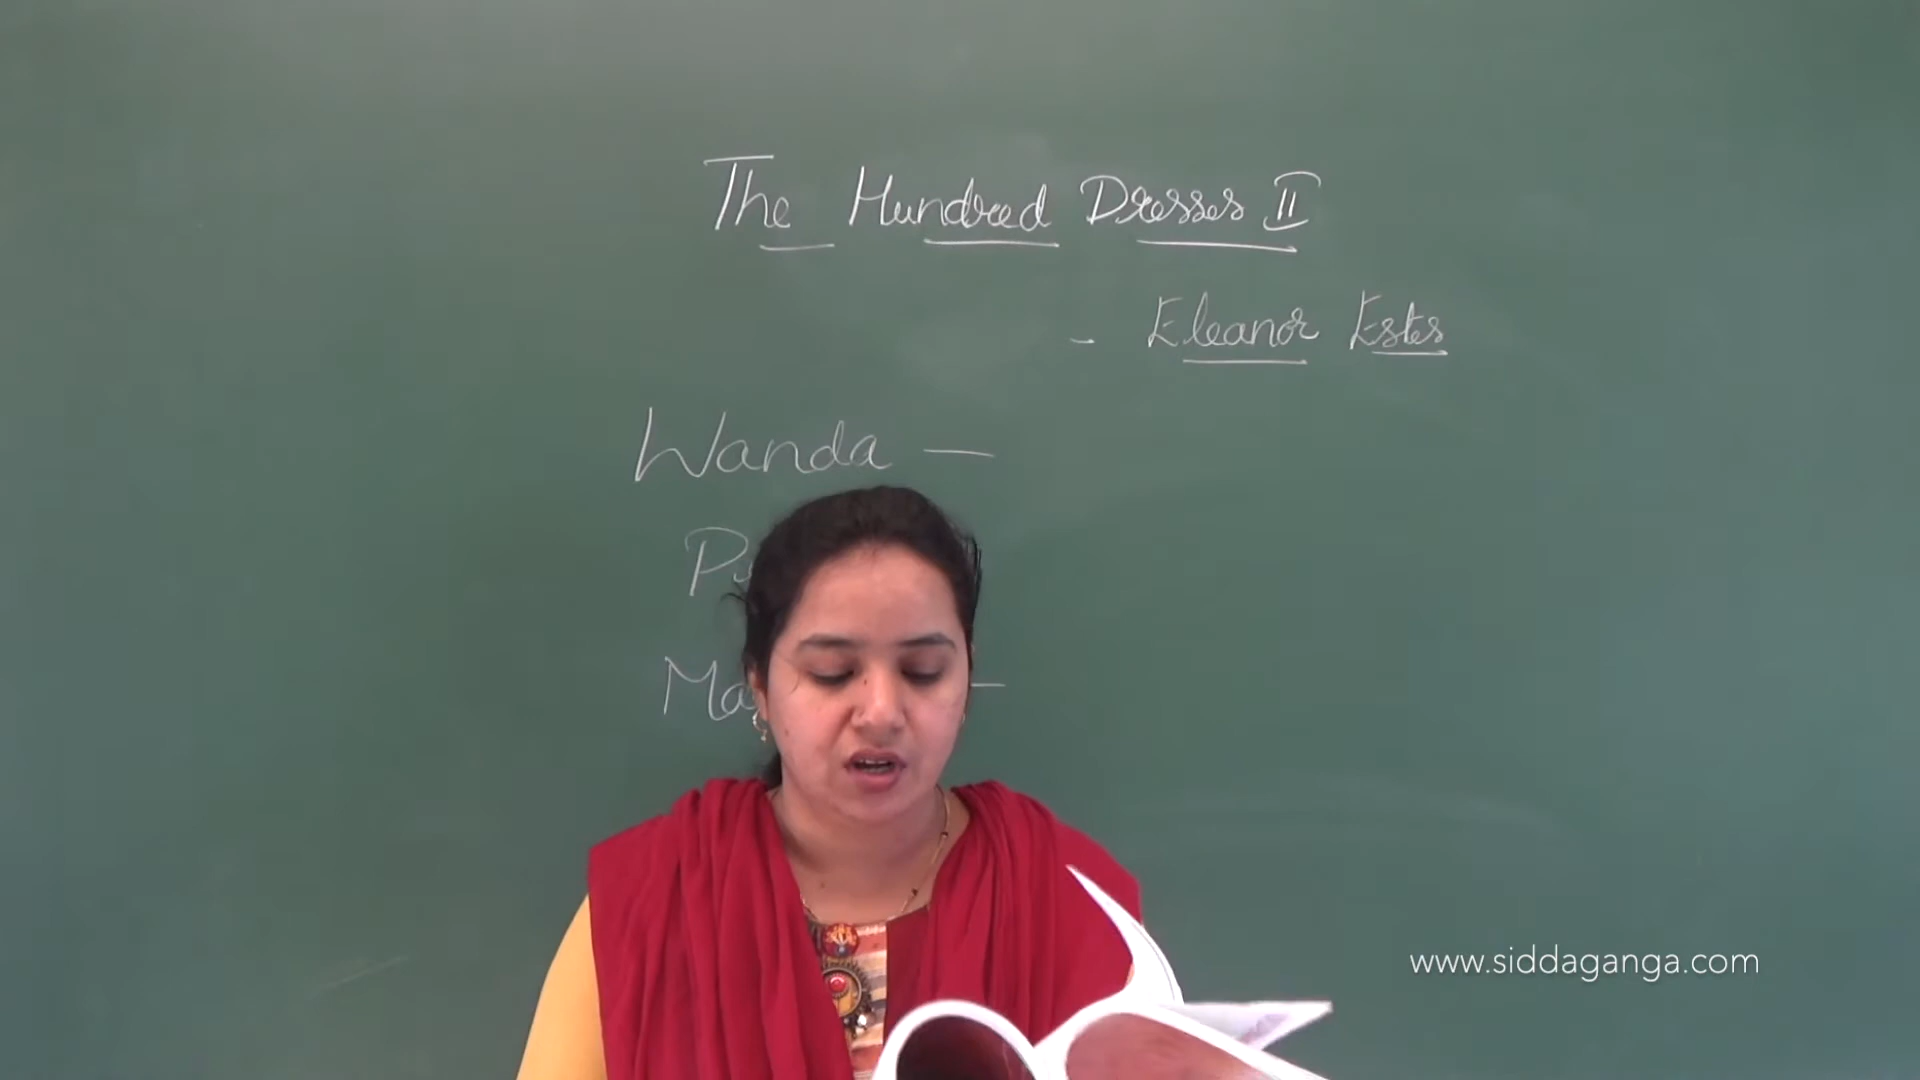 The Hundred Dresses II
- Eleanor Estes
Wanda —
www.siddaganga.com